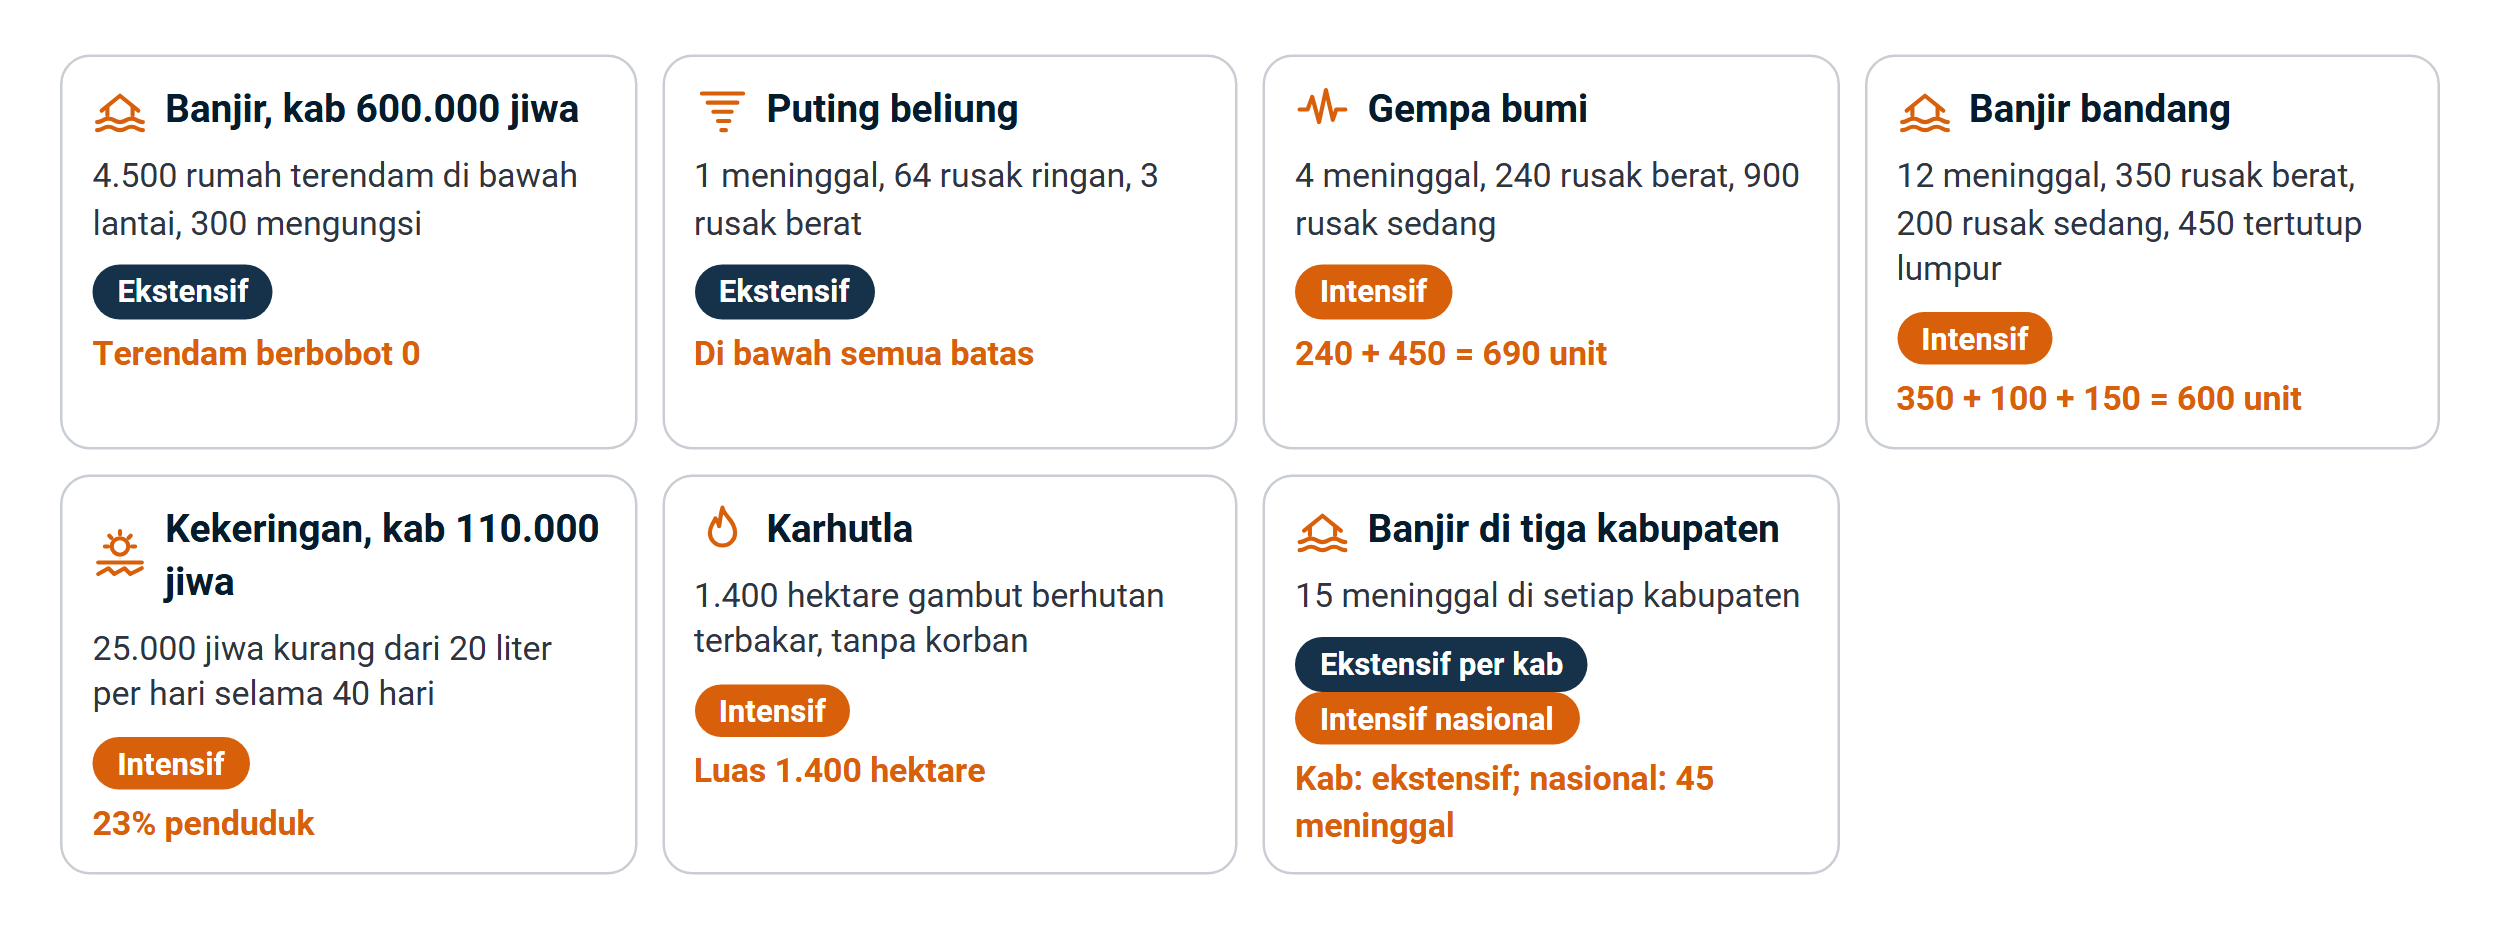 Banjir, kab 600.000 jiwa
4.500 rumah terendam di bawah
lantai, 300 mengungsi
Ekstensif
Terendam berbobot 0
Puting beliung
1 meninggal, 64 rusak ringan, 3
rusak berat
Ekstensif
Di bawah semua batas
Gempa bumi
4 meninggal, 240 rusak berat, 900
rusak sedang
Intensif
240 + 450 = 690 unit
Banjir bandang
12 meninggal, 350 rusak berat,
200 rusak sedang, 450 tertutup
lumpur
Intensif
350 + 100 + 150 = 600 unit
Kekeringan, kab 110.000
jiwa
25.000 jiwa kurang dari 20 liter
per hari selama 40 hari
Intensif
23% penduduk
Karhutla
1.400 hektare gambut berhutan
terbakar, tanpa korban
Intensif
Luas 1.400 hektare
Banjir di tiga kabupaten
15 meninggal di setiap kabupaten
Ekstensif per kab
Intensif nasional
Kab: ekstensif; nasional: 45
meninggal